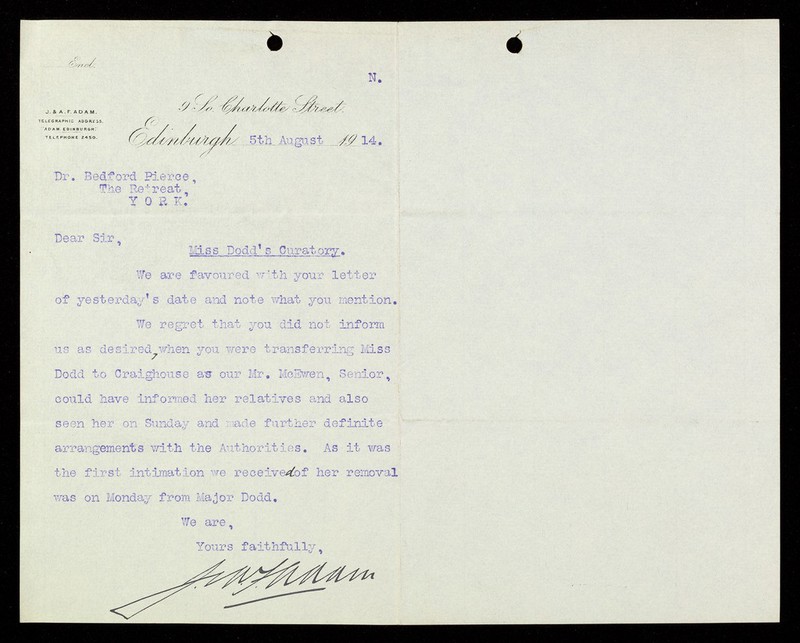 Encl.
N.
J. & A. F. ADAM.
TELEGRAPHIC ADDRESS.
"ADAM EDINBURGH."
TELEPHONE 2450.
9 So. Charlotte Street.
Edinburgh 5th August 1914.
Dr. Bedford Pierce,
The Retreat,
Y O R K.
Dear Sir,
Miss Dodd's Curatory.
We are favoured with your letter
of yesterday's date and note what you mention.
We regret that you did not inform
us as desired, when you were transferring Miss
Dodd to Craighouse as our Mr. McEwen, Senior,
could have informed her relatives and also
seen her on Sunday and made further definite
arrangements with the Authorities. As it was
the first intimation we received of her removal
was on Monday from Major Dodd.
We are,
Yours faithfully,
J. & A. F. Adam